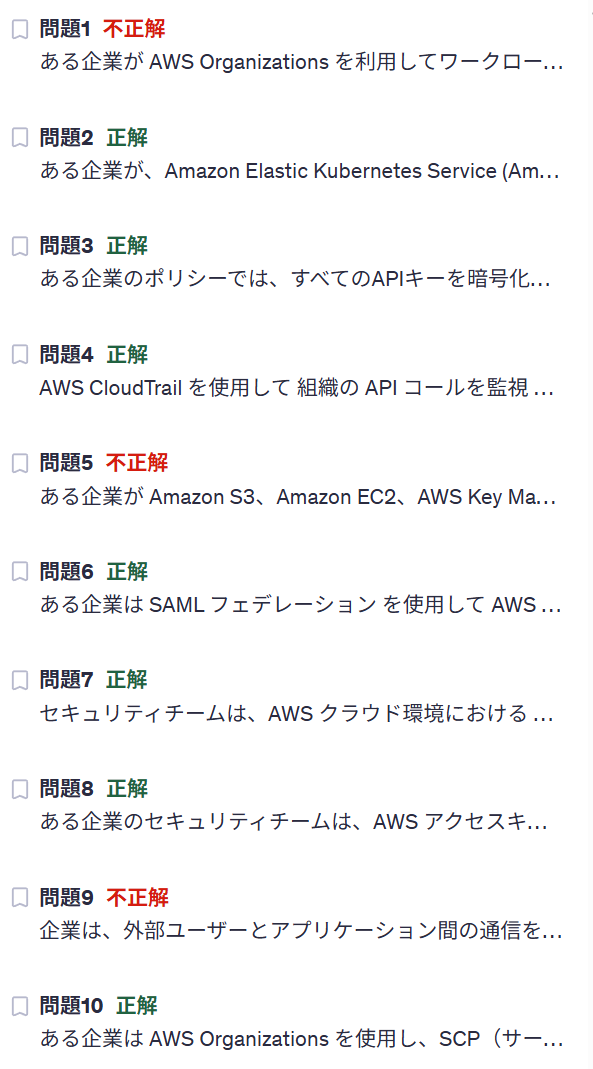 問題1 不正解
ある企業が AWS Organizations を利用してワークロー...
問題2 正解
ある企業が、Amazon Elastic Kubernetes Service (Am...
問題3 正解
ある企業のポリシーでは、すべてのAPIキーを暗号化...
問題4 正解
AWS CloudTrail を使用して 組織の API コールを監視 ...
問題5 不正解
ある企業が Amazon S3、Amazon EC2、AWS Key Ma...
問題6 正解
ある企業は SAML フェデレーション を使用して AWS ...
問題7 正解
セキュリティチームは、AWS クラウド環境における ...
問題8 正解
ある企業のセキュリティチームは、AWS アクセスキ...
問題9 不正解
企業は、外部ユーザーとアプリケーション間の通信を...
問題10 正解
ある企業は AWS Organizations を使用し、SCP（サー...